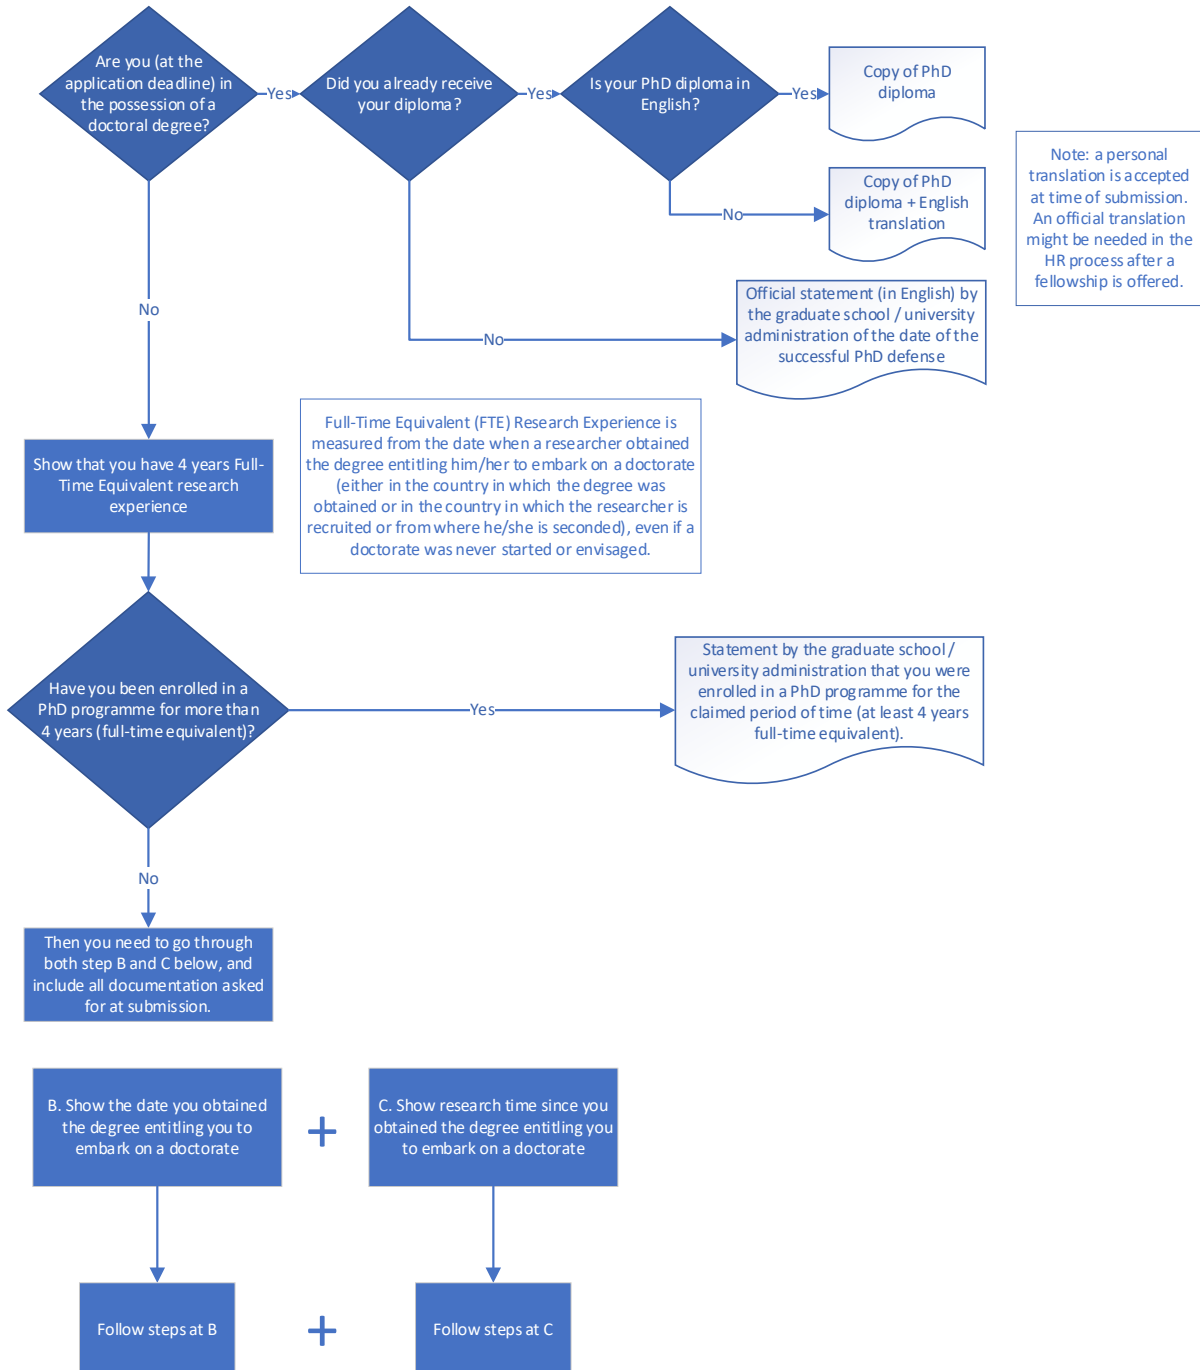 Are you (at the
application deadline) in
the possession of a
doctoral degree?
Yes
Did you already receive
your diploma?
Yes
Is your PhD diploma in
English?
Yes
Copy of PhD
diploma
No
Copy of PhD
diploma + English
translation
Note: a personal
translation is accepted
at time of submission.
An official translation
might be needed in the
HR process after a
fellowship is offered.
No
Official statement (in English) by
the graduate school / university
administration of the date of the
successful PhD defense
No
Show that you have 4 years Full-
Time Equivalent research
experience
Full-Time Equivalent (FTE) Research Experience is
measured from the date when a researcher obtained
the degree entitling him/her to embark on a doctorate
(either in the country in which the degree was
obtained or in the country in which the researcher is
recruited or from where he/she is seconded), even if a
doctorate was never started or envisaged.
Have you been enrolled in a
PhD programme for more than
4 years (full-time equivalent)?
Yes
Statement by the graduate school /
university administration that you were
enrolled in a PhD programme for the
claimed period of time (at least 4 years
full-time equivalent).
No
Then you need to go through
both step B and C below, and
include all documentation asked
for at submission.
B. Show the date you obtained
the degree entitling you to
embark on a doctorate
+
C. Show research time since you
obtained the degree entitling you
to embark on a doctorate
Follow steps at B
+
Follow steps at C